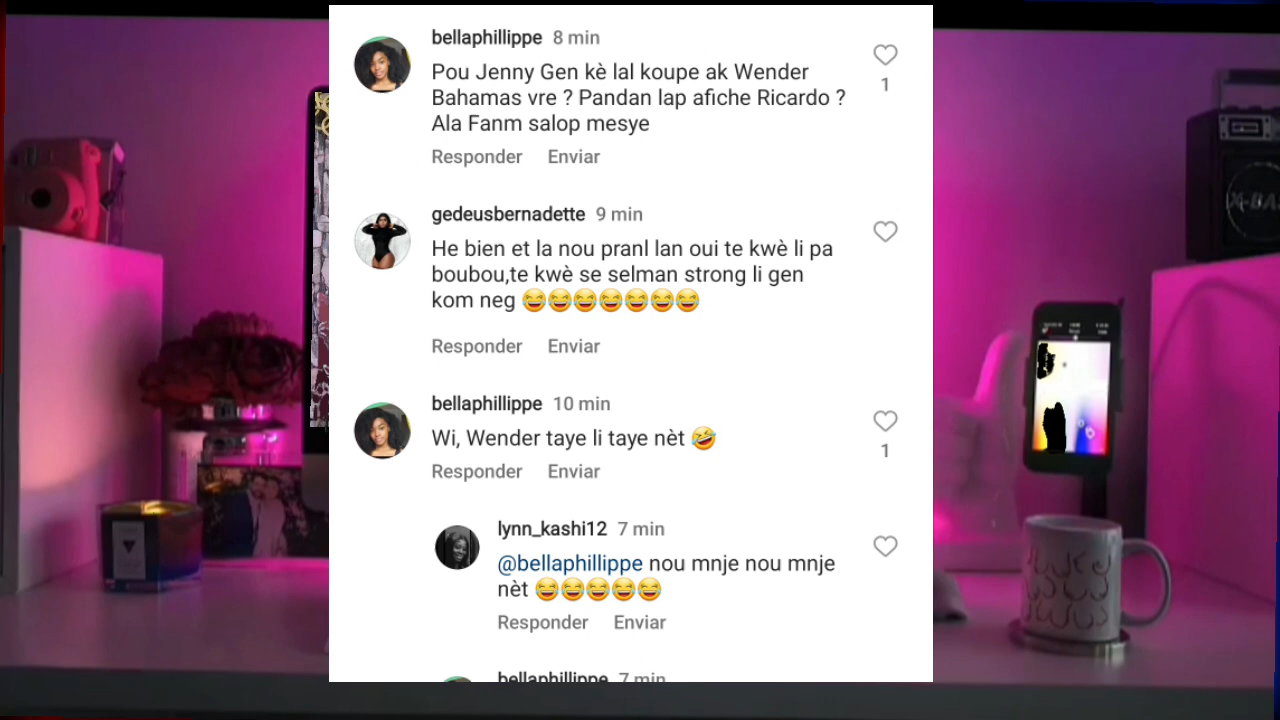 bellaphillippe 8 min
Pou Jenny Gen kè lal koupe ak Wender
Bahamas vre ? Pandan lap afiche Ricardo ?
Ala Fanm salop mesye
1
Responder Enviar
gedeusbernadette 9 min
He bien et la nou pranl lan oui te kwè li pa
boubou,te kwè se selman strong li gen
kom neg 😂😂😂😂😂😂😂
Responder Enviar
bellaphillippe 10 min
Wi, Wender taye li taye nèt 🤣
1
Responder Enviar
lynn_kashi12 7 min
@bellaphillippe nou mnje nou mnje
nèt 😂😂😂😂😂
Responder Enviar
bellaphillippe 7 min